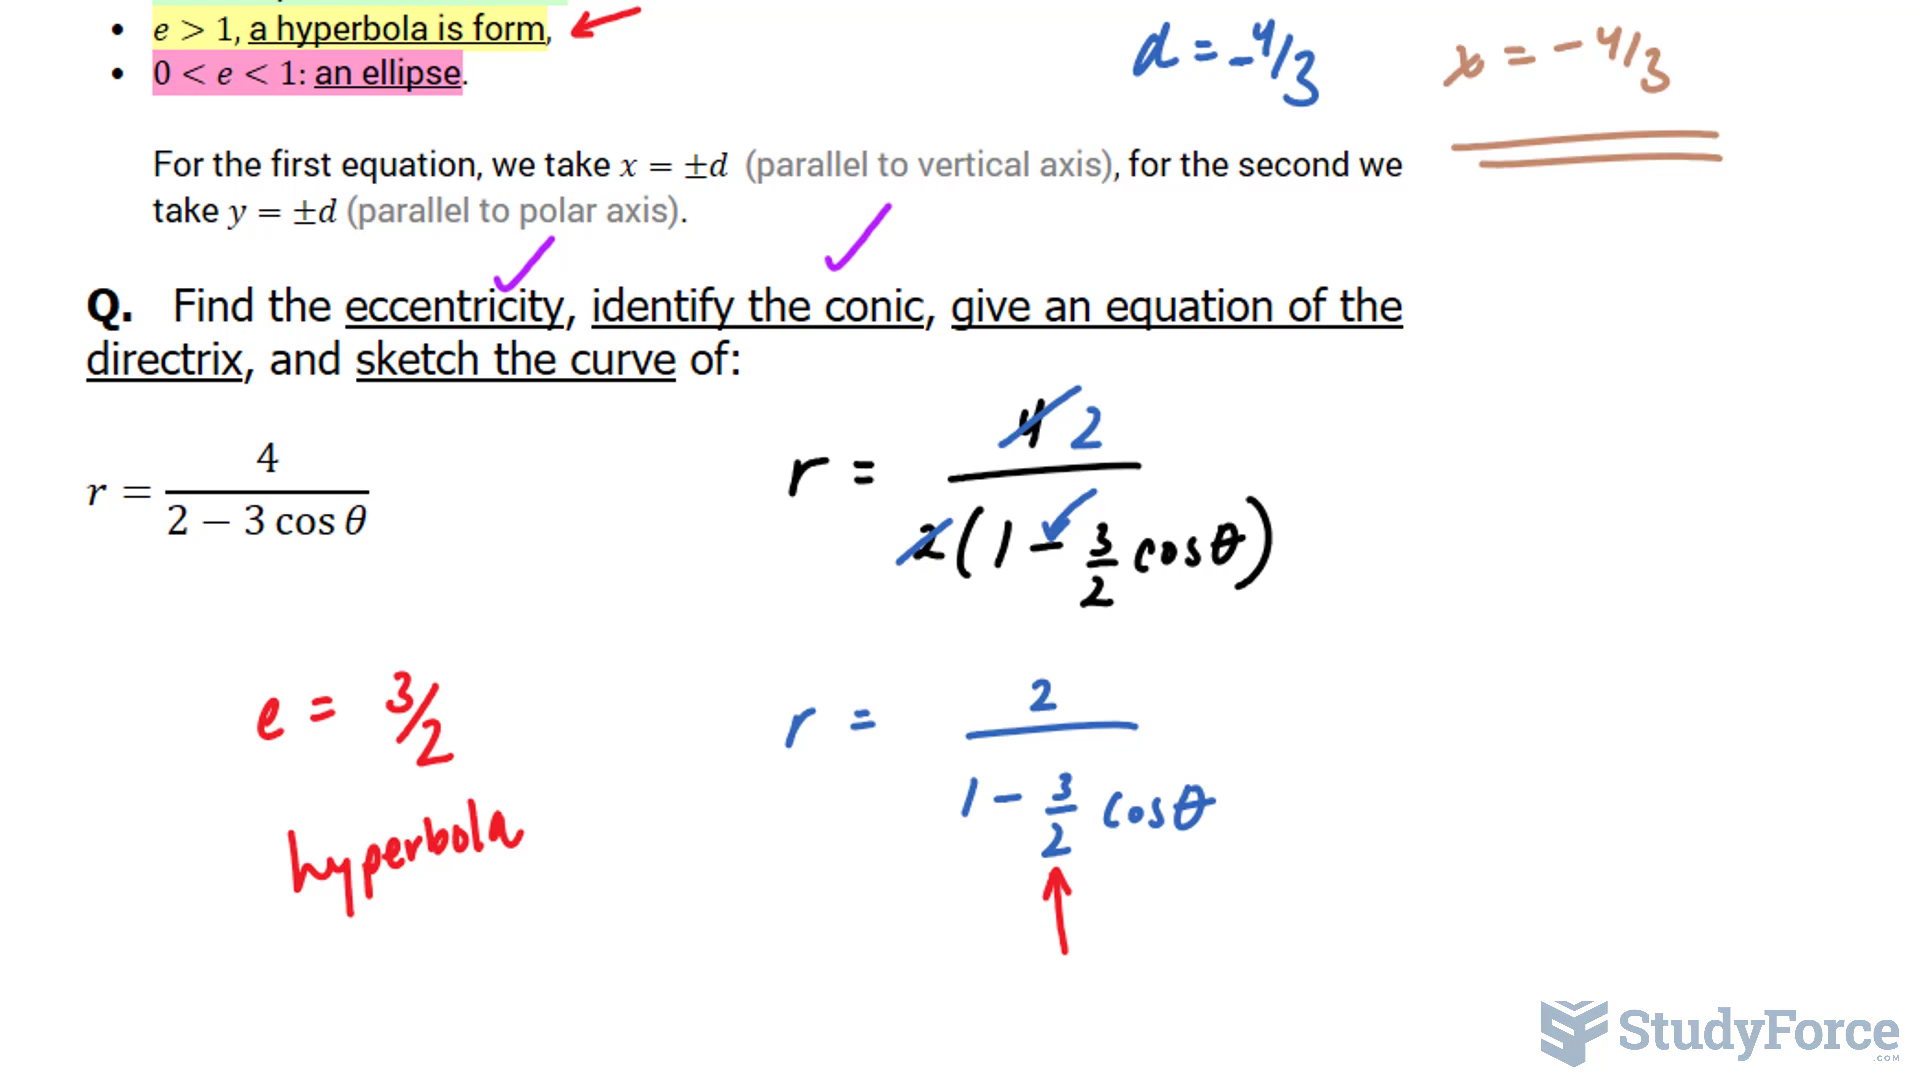 • e > 1, a hyperbola is form,
• 0 < e < 1: an ellipse.
d = -4/3
x = -4/3
For the first equation, we take x = ±d (parallel to vertical axis), for the second we
take y = ±d (parallel to polar axis).
Q. Find the eccentricity, identify the conic, give an equation of the
directrix, and sketch the curve of:
r = 4 / (2 − 3 cos θ)
r = 4 2 / 2(1 - 3/2 cosθ)
e = 3/2
hyperbola
r = 2 / (1 - 3/2 cosθ)
StudyForce
.COM